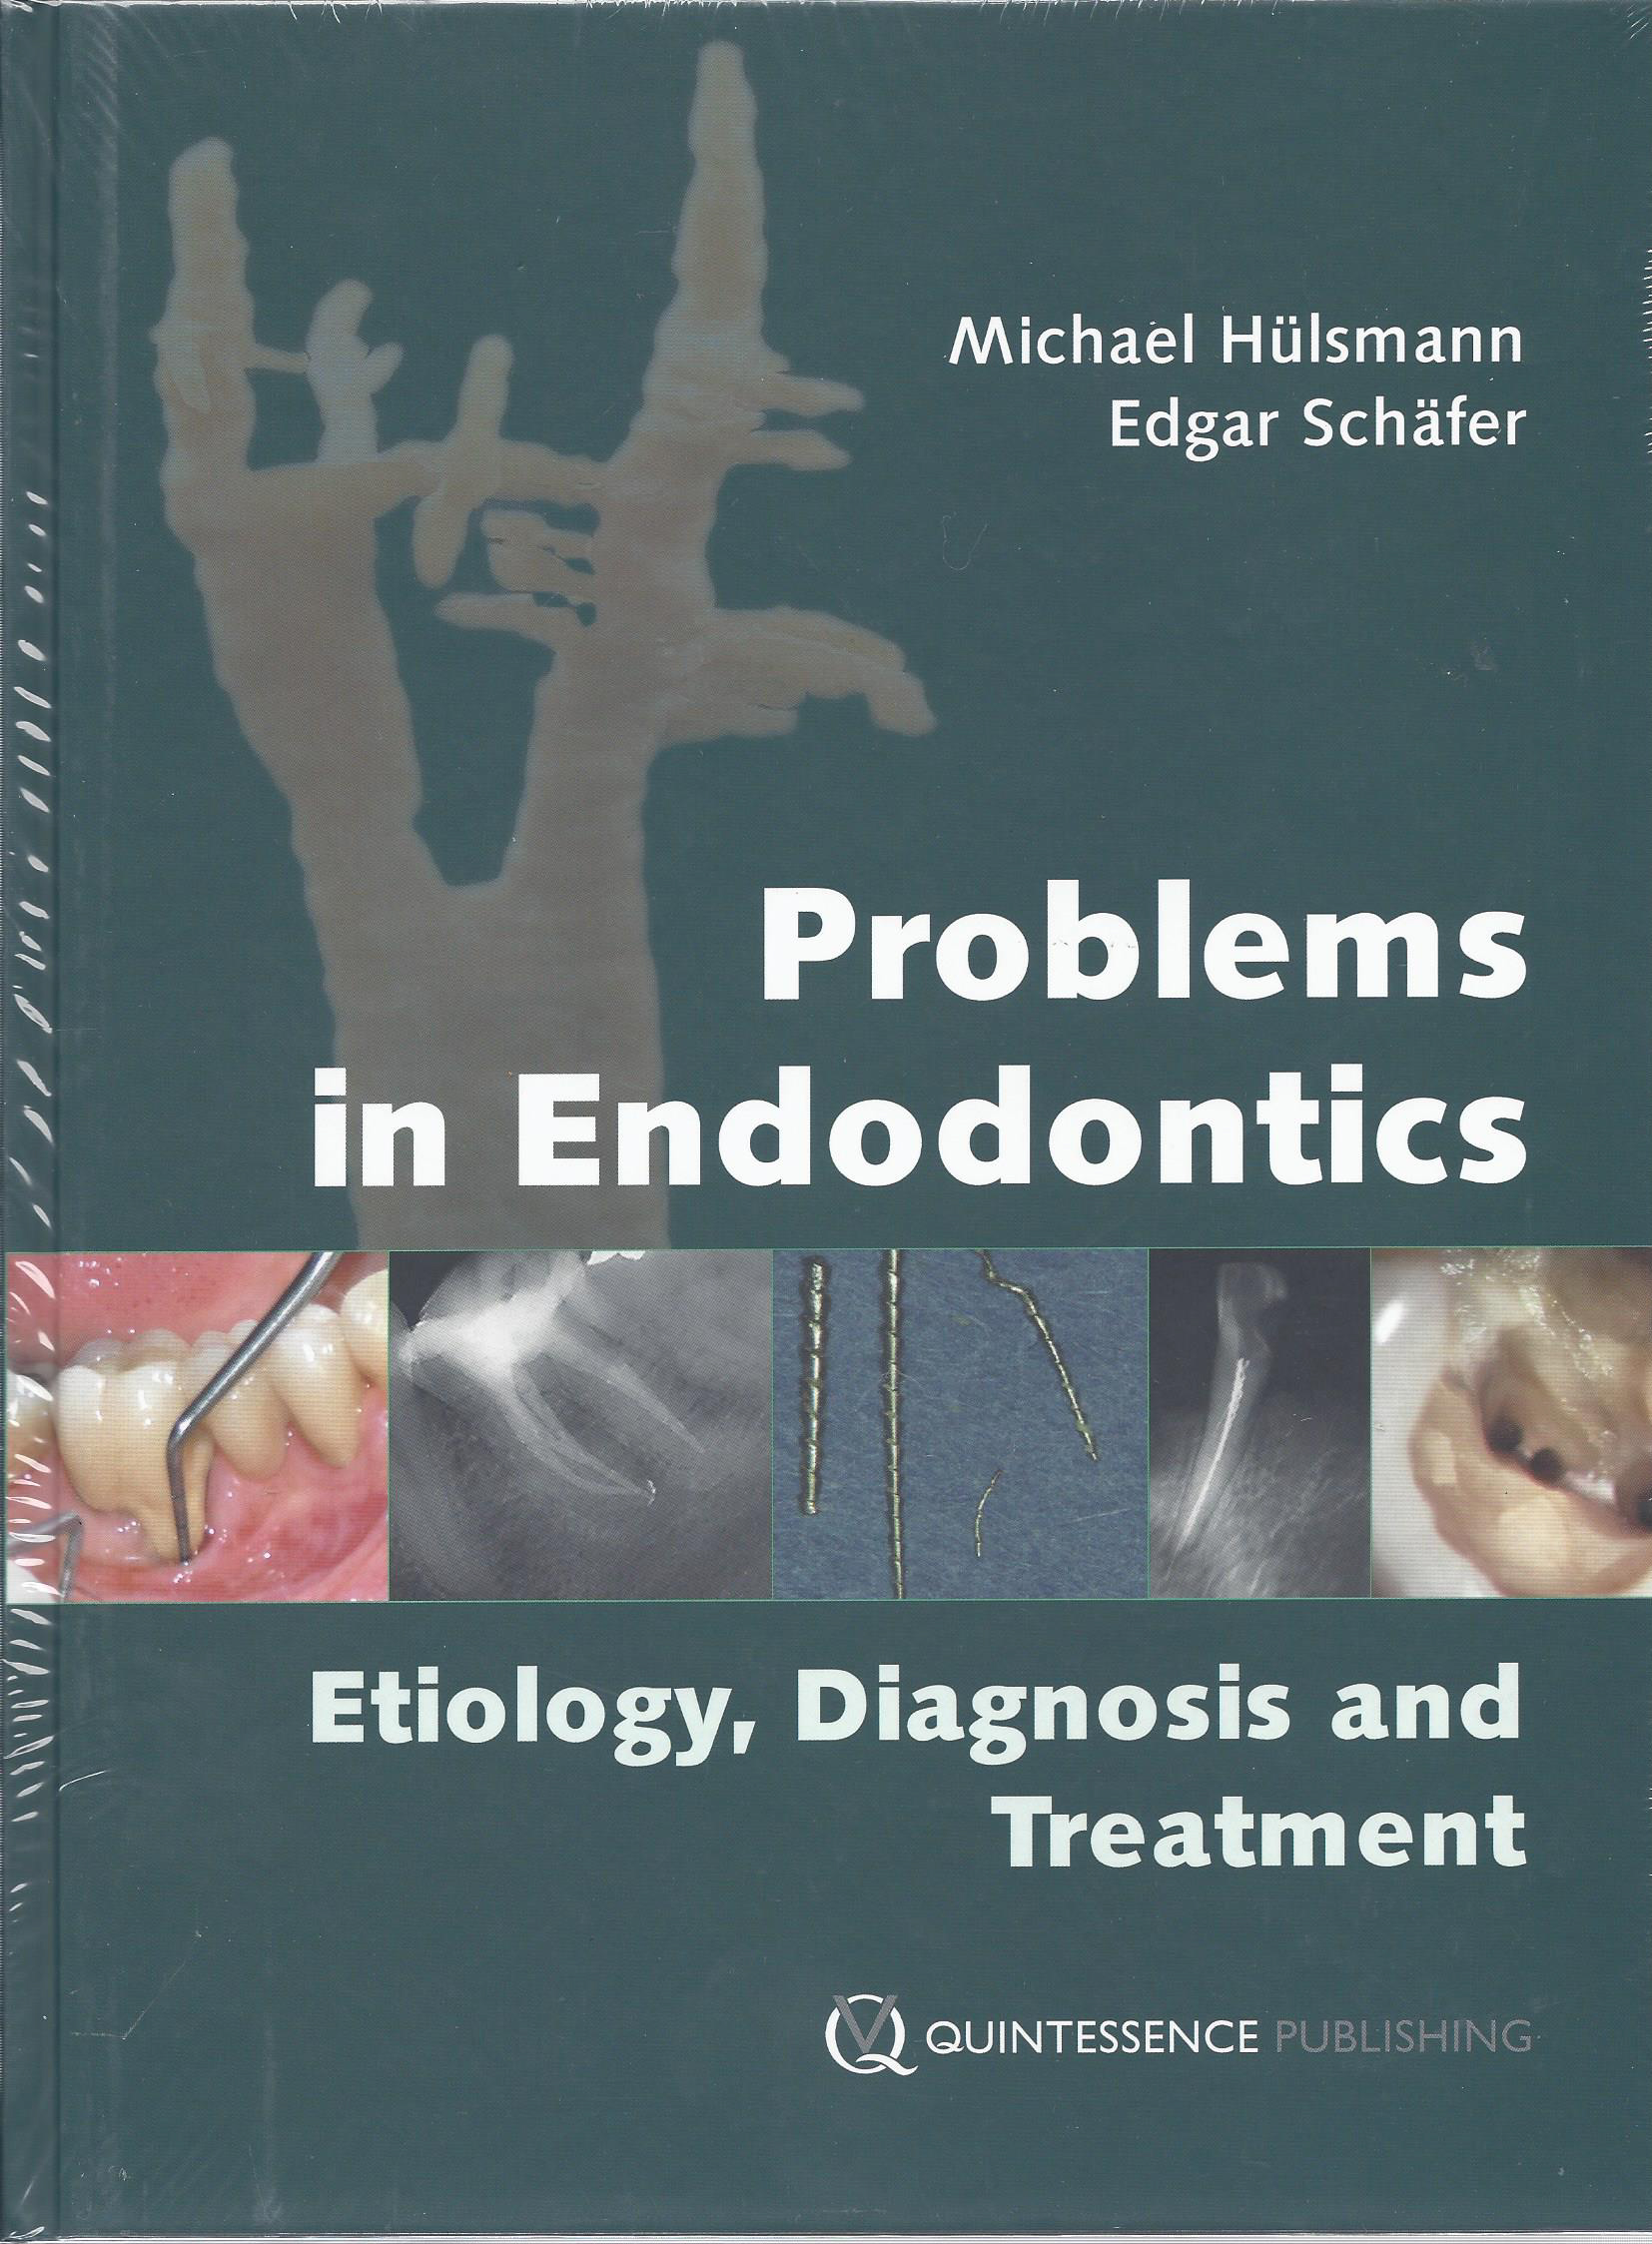 Michael Hülsmann
Edgar Schäfer
Problems
in Endodontics
Etiology, Diagnosis and
Treatment
QUINTESSENCE PUBLISHING